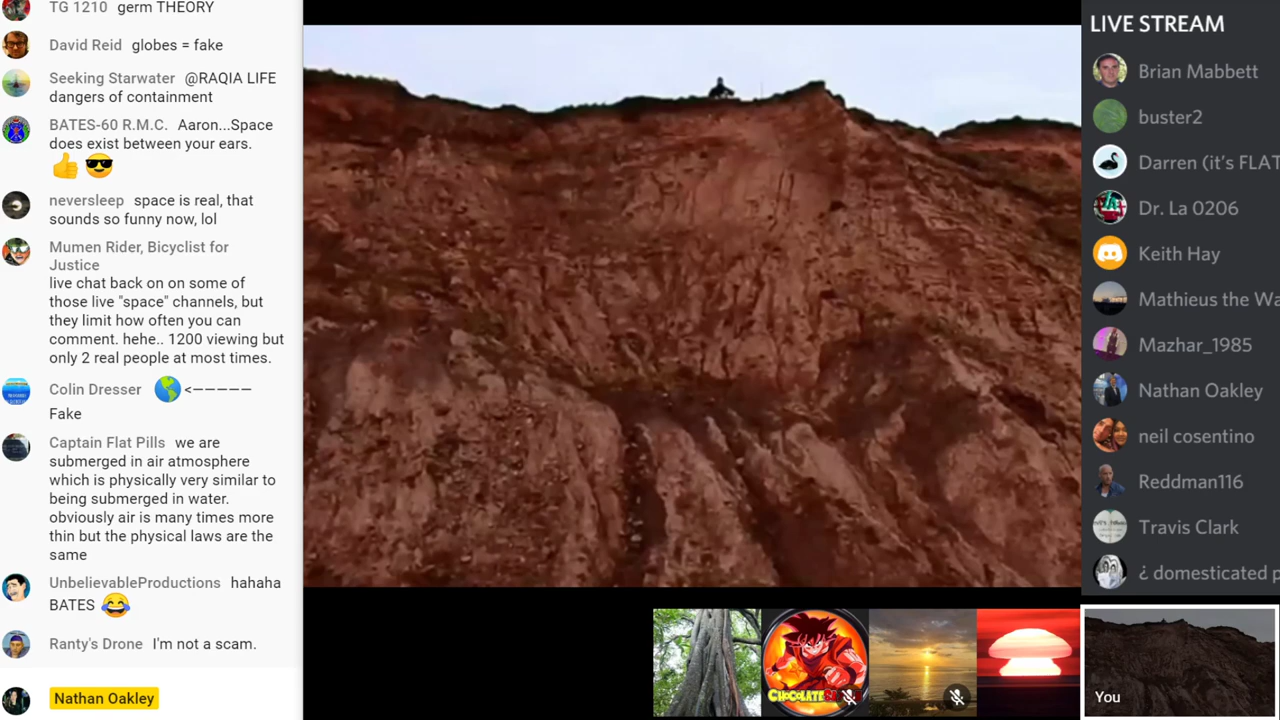 TG 1210 germ THEORY
David Reid globes = fake
Seeking Starwater @RAQIA LIFE
dangers of containment
BATES-60 R.M.C. Aaron...Space
does exist between your ears.
neversleep space is real, that
sounds so funny now, lol
Mumen Rider, Bicyclist for
Justice
live chat back on on some of
those live "space" channels, but
they limit how often you can
comment. hehe.. 1200 viewing but
only 2 real people at most times.
Colin Dresser <−−−−−
Fake
Captain Flat Pills we are
submerged in air atmosphere
which is physically very similar to
being submerged in water.
obviously air is many times more
thin but the physical laws are the
same
UnbelievableProductions hahaha
BATES
Ranty's Drone I'm not a scam.
Nathan Oakley
You
LIVE STREAM
Brian Mabbett
buster2
Darren (it's FLAT
Dr. La 0206
Keith Hay
Mathieus the Wa
Mazhar_1985
Nathan Oakley
neil cosentino
Reddman116
Travis Clark
¿ domesticated p